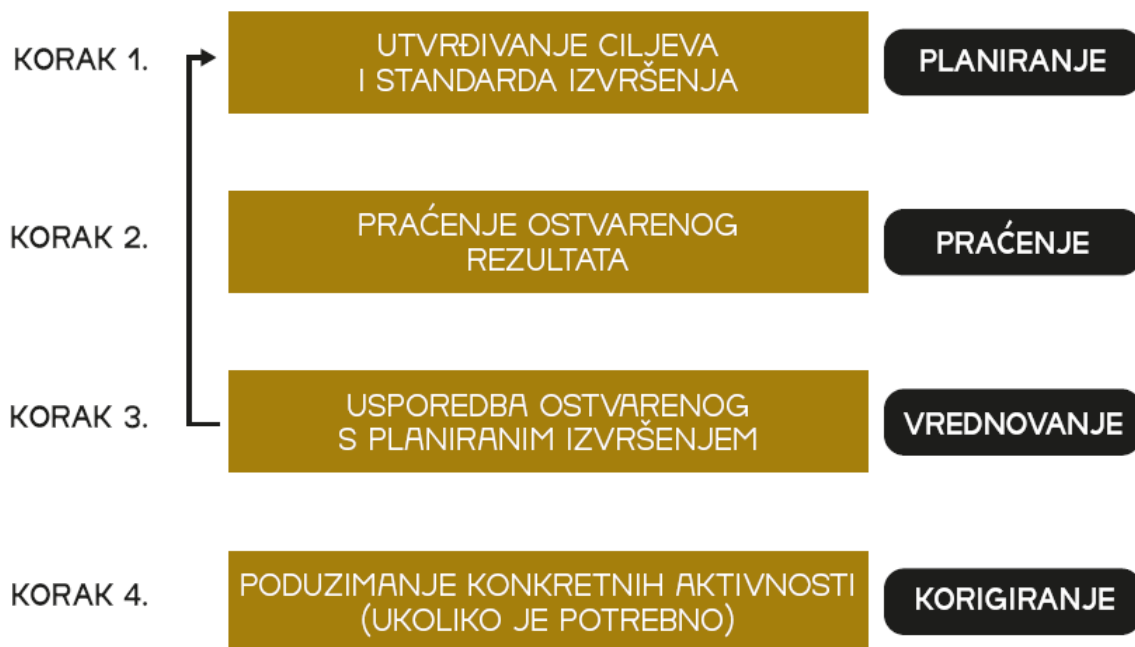 KORAK 1.
UTVRĐIVANJE CILJEVA
I STANDARDA IZVRŠENJA
PLANIRANJE
KORAK 2.
PRAĆENJE OSTVARENOG
REZULTATA
PRAĆENJE
KORAK 3.
USPOREDBA OSTVARENOG
S PLANIRANIM IZVRŠENJEM
VREDNOVANJE
KORAK 4.
PODUZIMANJE KONKRETNIH AKTIVNOSTI
(UKOLIKO JE POTREBNO)
KORIGIRANJE